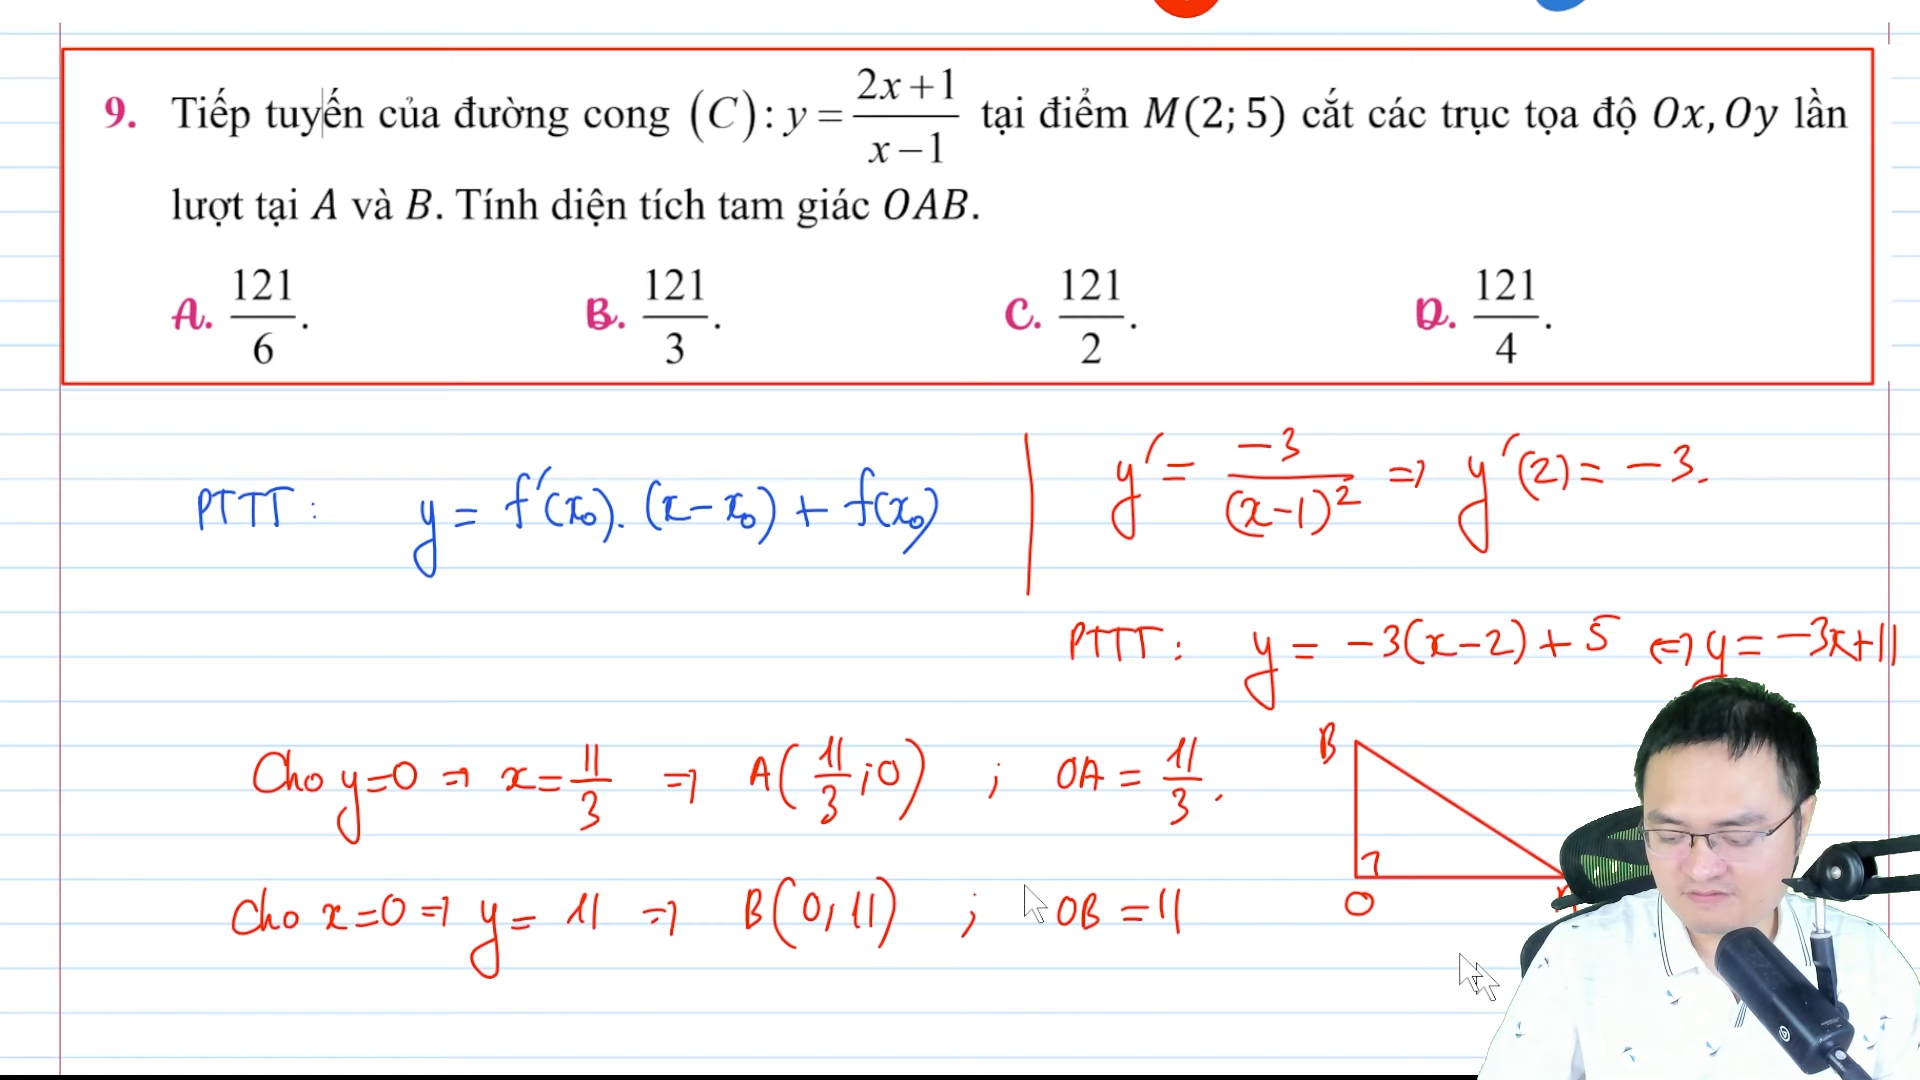 9. Tiếp tuyến của đường cong (C): y = (2x+1)/(x−1) tại điểm M(2; 5) cắt các trục tọa độ Ox, Oy lần
lượt tại A và B. Tính diện tích tam giác OAB.
A. 121/6. B. 121/3. C. 121/2. D. 121/4.
PTTT: y = f'(x₀).(x−x₀) + f(x₀)
y' = −3/(x−1)² => y'(2) = −3.
PTTT: y = −3(x−2)+5 <=> y = −3x+11
Cho y=0 => x = 11/3 => A(11/3; 0) ; OA = 11/3.
Cho x=0 => y = 11 => B(0; 11) ; OB = 11
B
O